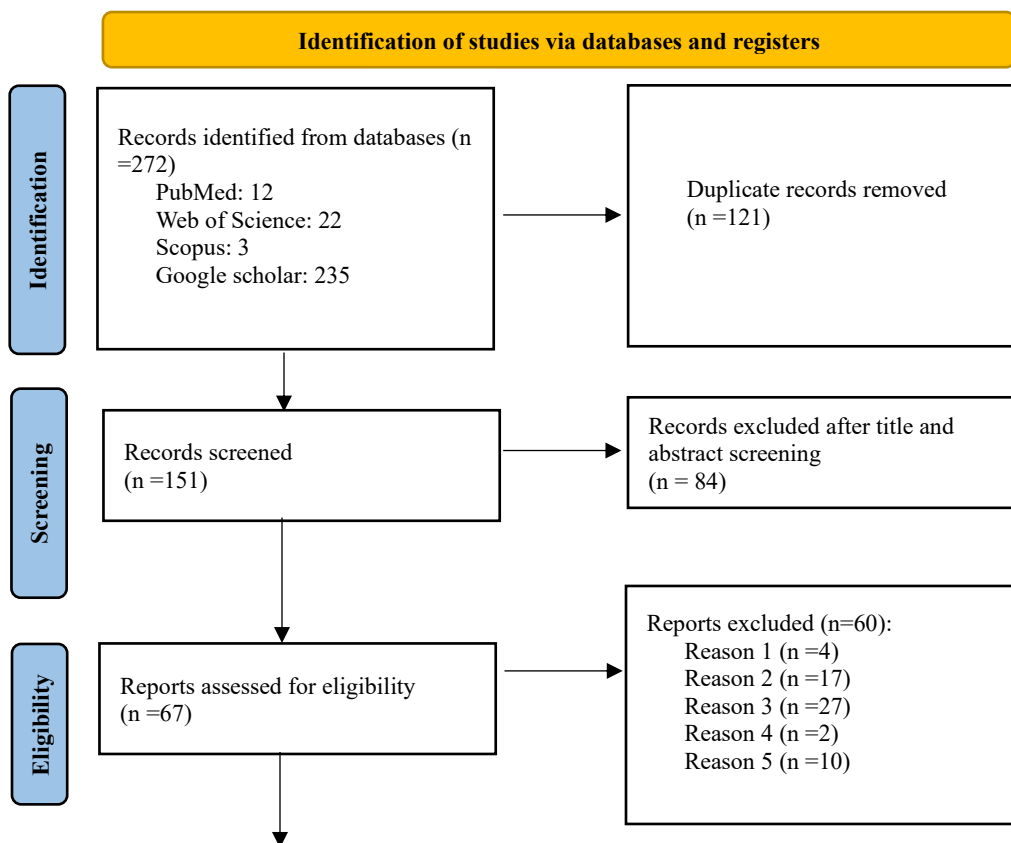 Identification of studies via databases and registers
Identification
Records identified from databases (n
=272)
PubMed: 12
Web of Science: 22
Scopus: 3
Google scholar: 235
Duplicate records removed
(n =121)
Screening
Records screened
(n =151)
Records excluded after title and
abstract screening
(n = 84)
Eligibility
Reports assessed for eligibility
(n =67)
Reports excluded (n=60):
Reason 1 (n =4)
Reason 2 (n =17)
Reason 3 (n =27)
Reason 4 (n =2)
Reason 5 (n =10)